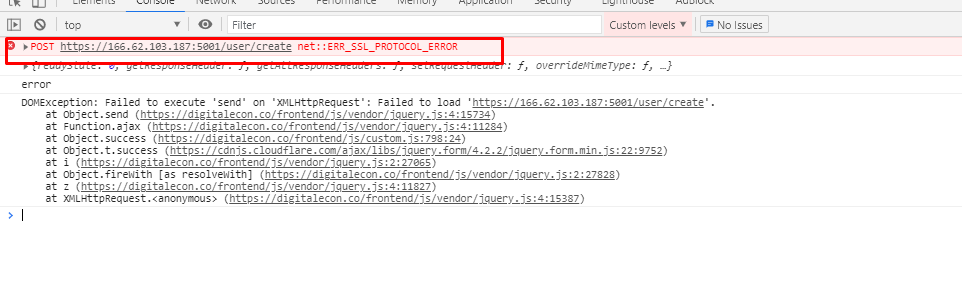 Elements Console Sources Network Performance Memory Application Security Lighthouse AdBlock
top Filter Custom levels No Issues
POST https://166.62.103.187:5001/user/create net::ERR_SSL_PROTOCOL_ERROR
{readyState: 0, getResponseHeader: ƒ, getAllResponseHeaders: ƒ, setRequestHeader: ƒ, overrideMimeType: ƒ, …}
error
DOMException: Failed to execute 'send' on 'XMLHttpRequest': Failed to load 'https://166.62.103.187:5001/user/create'.
at Object.send (https://digitalecon.co/frontend/js/vendor/jquery.js:4:15734)
at Function.ajax (https://digitalecon.co/frontend/js/vendor/jquery.js:4:11284)
at Object.success (https://digitalecon.co/frontend/js/custom.js:798:24)
at Object.t.success (https://cdnjs.cloudflare.com/ajax/libs/jquery.form/4.2.2/jquery.form.min.js:22:9752)
at i (https://digitalecon.co/frontend/js/vendor/jquery.js:2:27065)
at Object.fireWith [as resolveWith] (https://digitalecon.co/frontend/js/vendor/jquery.js:2:27828)
at z (https://digitalecon.co/frontend/js/vendor/jquery.js:4:11827)
at XMLHttpRequest.<anonymous> (https://digitalecon.co/frontend/js/vendor/jquery.js:4:15387)